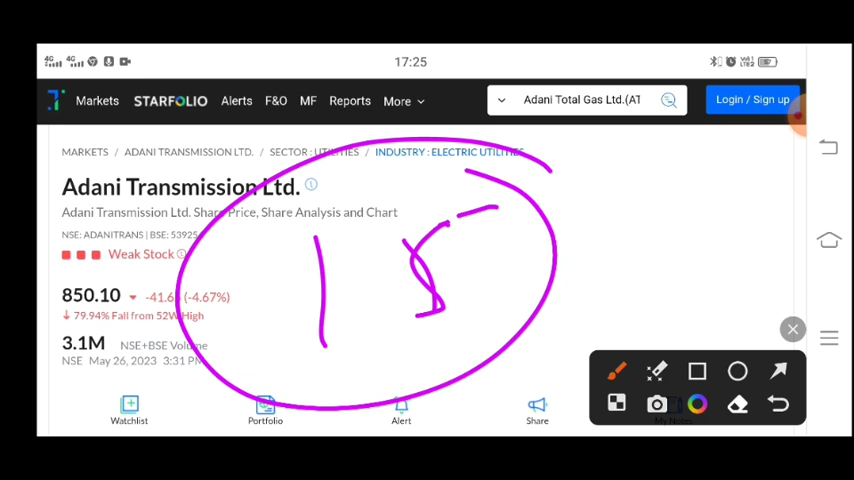 17:25
Markets STARFOLIO Alerts F&O MF Reports More Adani Total Gas Ltd.(AT Login / Sign up
MARKETS / ADANI TRANSMISSION LTD. / SECTOR : UTILITIES / INDUSTRY : ELECTRIC UTILITIES
Adani Transmission Ltd.
Adani Transmission Ltd. Share Price, Share Analysis and Chart
NSE: ADANITRANS | BSE: 53925
Weak Stock
15
850.10 -41.6 (-4.67%)
79.94% Fall from 52W High
3.1M NSE+BSE Volume
NSE May 26, 2023 3:31 PM
Watchlist Portfolio Alert Share My Notes